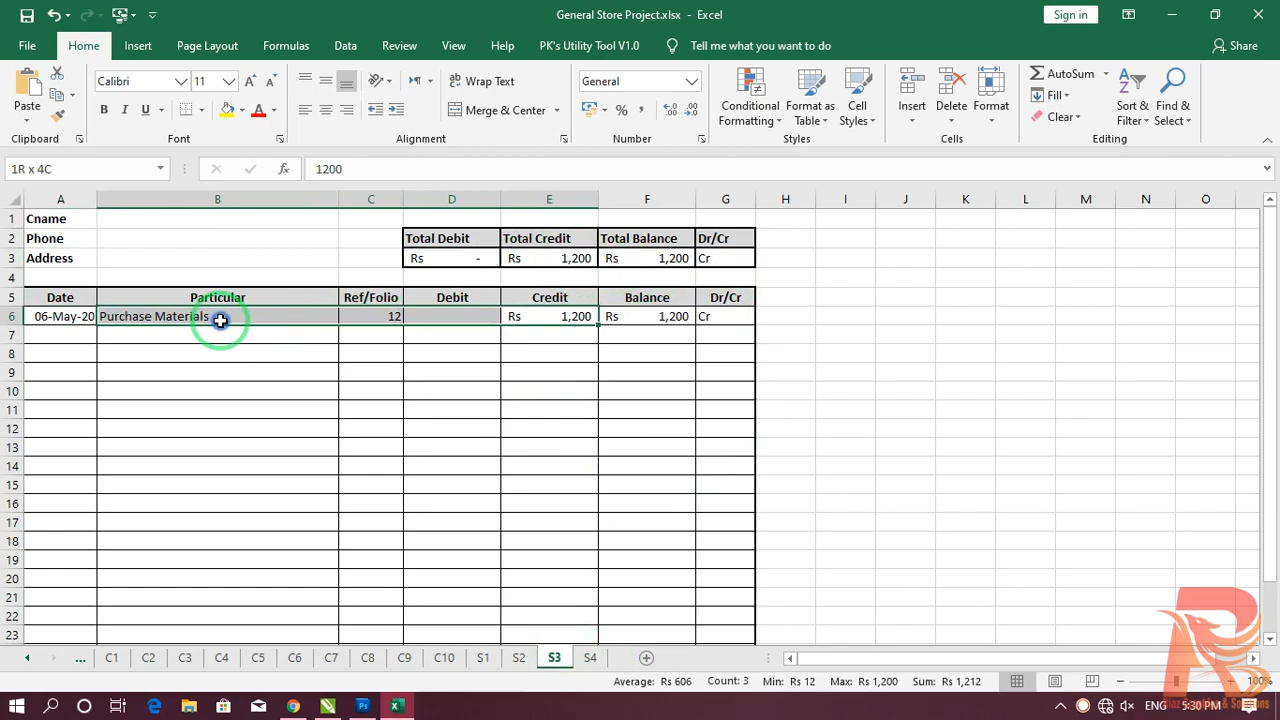 General Store Project.xlsx - Excel
Sign in
File Home Insert Page Layout Formulas Data Review View Help PK's Utility Tool V1.0 Tell me what you want to do Share
Paste
Clipboard
Calibri 11
B I U A
Font
Wrap Text
Merge & Center
Alignment
General
%
Number
Conditional Formatting
Format as Table
Cell Styles
Styles
Insert
Delete
Format
Cells
AutoSum
Fill
Clear
Sort & Filter
Find & Select
Editing
1R x 4C fx 1200
A B C D E F G H I J K L M N O
1 Cname
2 Phone Total Debit Total Credit Total Balance Dr/Cr
3 Address Rs - Rs 1,200 Rs 1,200 Cr
4
5 Date Particular Ref/Folio Debit Credit Balance Dr/Cr
6 06-May-20 Purchase Materials 12 Rs 1,200 Rs 1,200 Cr
7
8
9
10
11
12
13
14
15
16
17
18
19
20
21
22
23
... C1 C2 C3 C4 C5 C6 C7 C8 C9 C10 S1 S2 S3 S4
Average: Rs 606 Count: 3 Min: Rs 12 Max: Rs 1,200 Sum: Rs 1,212 100%
ENG 5:30 PM